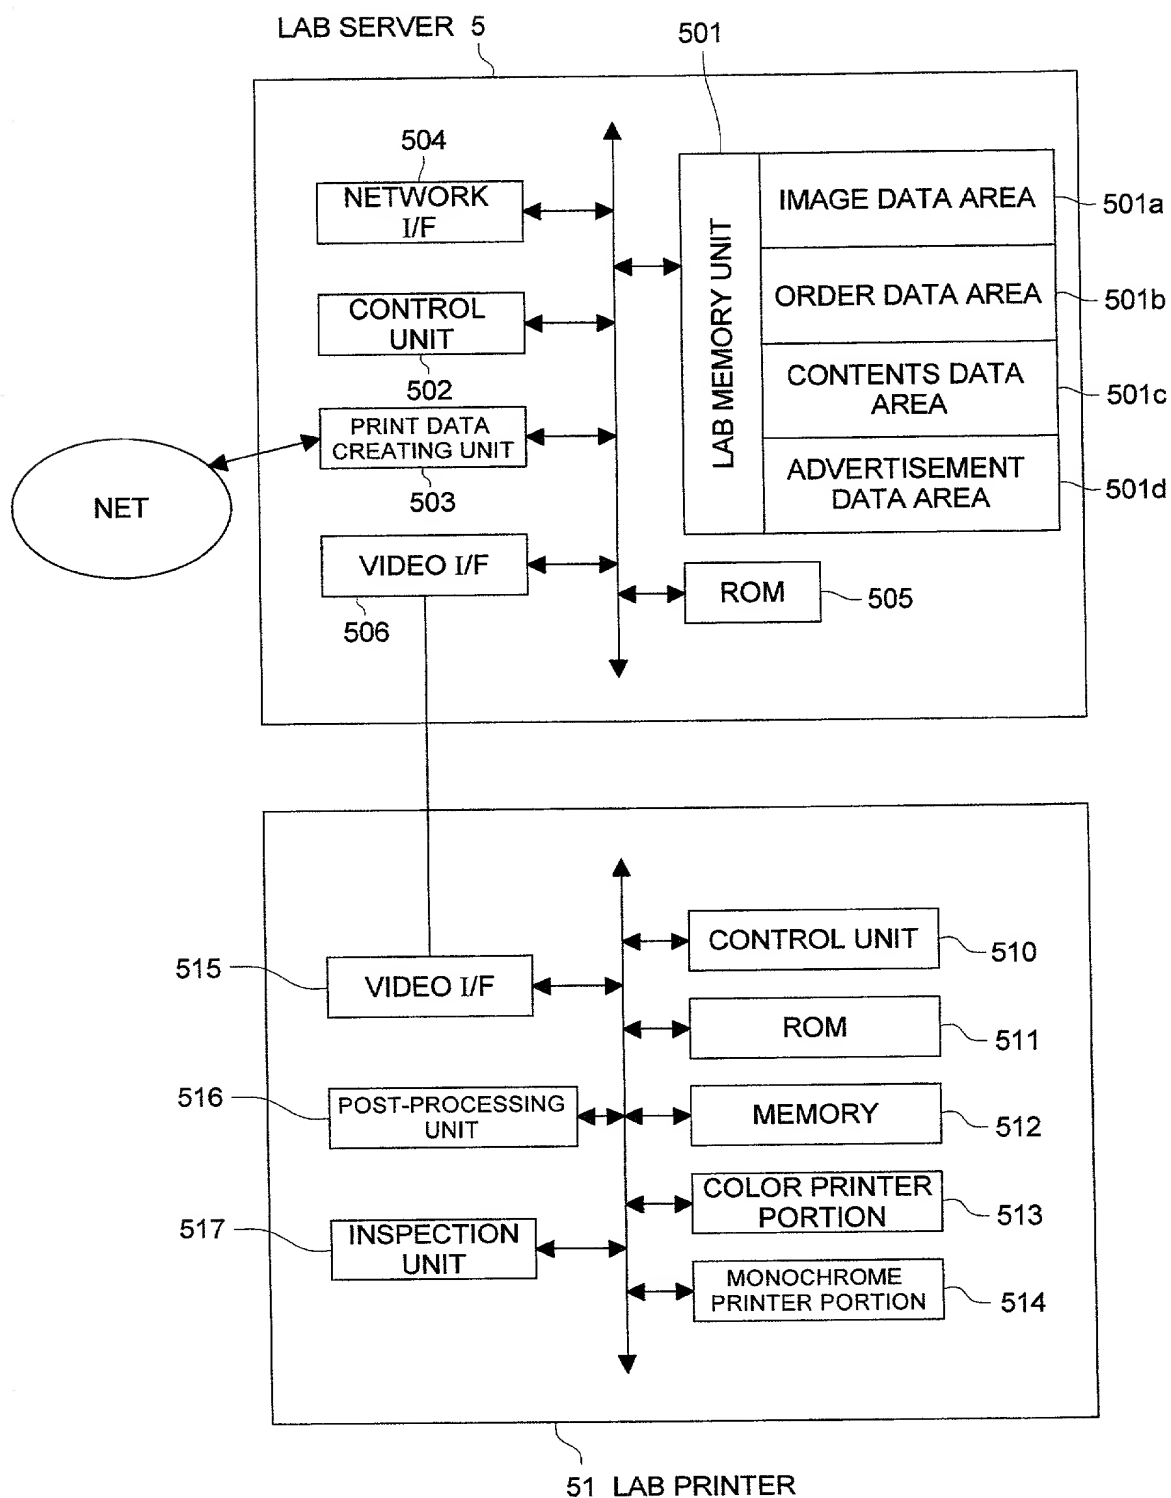 LAB SERVER 5
501
504
NETWORK
I/F
CONTROL
UNIT
502
PRINT DATA
CREATING UNIT
503
NET
VIDEO I/F
506
LAB MEMORY UNIT
IMAGE DATA AREA
501a
ORDER DATA AREA
501b
CONTENTS DATA
AREA
501c
ADVERTISEMENT
DATA AREA
501d
ROM
505
515
VIDEO I/F
516
POST-PROCESSING
UNIT
517
INSPECTION
UNIT
CONTROL UNIT
510
ROM
511
MEMORY
512
COLOR PRINTER
PORTION
513
MONOCHROME
PRINTER PORTION
514
51 LAB PRINTER